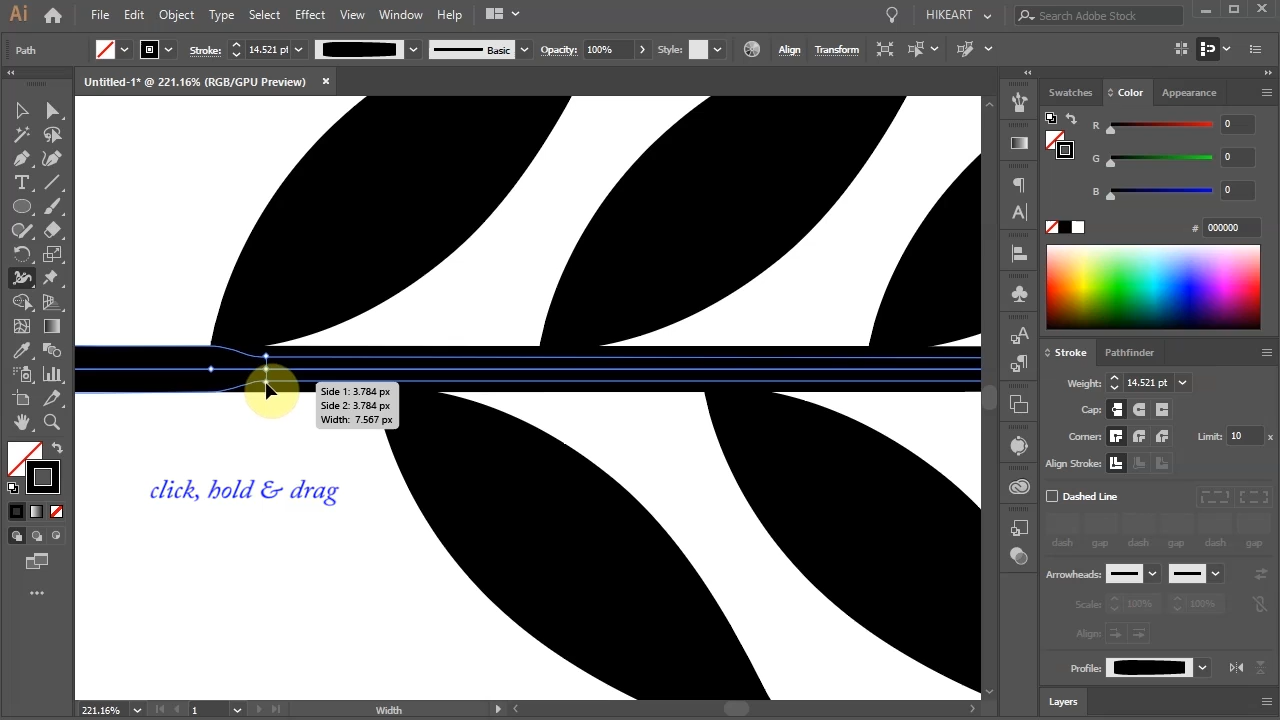 Ai File Edit Object Type Select Effect View Window Help HIKEART Search Adobe Stock
Path Stroke: 14.521 pt Basic Opacity: 100% Style: Align Transform
Untitled-1* @ 221.16% (RGB/GPU Preview)
Swatches Color Appearance
R 0
G 0
B 0
# 000000
Side 1: 3.784 px
Side 2: 3.784 px
Width: 7.567 px
click, hold & drag
Stroke Pathfinder
Weight: 14.521 pt
Cap:
Corner: Limit: 10 x
Align Stroke:
Dashed Line
dash gap dash gap dash gap
Arrowheads:
Scale: 100% 100%
Align:
Profile:
Layers
221.16% 1 Width